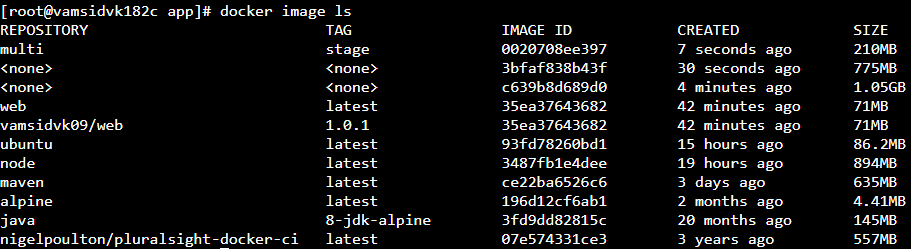 [root@vamsidvk182c app]# docker image ls
REPOSITORY TAG IMAGE ID CREATED SIZE
multi stage 0020708ee397 7 seconds ago 210MB
<none> <none> 3bfaf838b43f 30 seconds ago 775MB
<none> <none> c639b8d689d0 4 minutes ago 1.05GB
web latest 35ea37643682 42 minutes ago 71MB
vamsidvk09/web 1.0.1 35ea37643682 42 minutes ago 71MB
ubuntu latest 93fd78260bd1 15 hours ago 86.2MB
node latest 3487fb1e4dee 19 hours ago 894MB
maven latest ce22ba6526c6 3 days ago 635MB
alpine latest 196d12cf6ab1 2 months ago 4.41MB
java 8-jdk-alpine 3fd9dd82815c 20 months ago 145MB
nigelpoulton/pluralsight-docker-ci latest 07e574331ce3 3 years ago 557MB